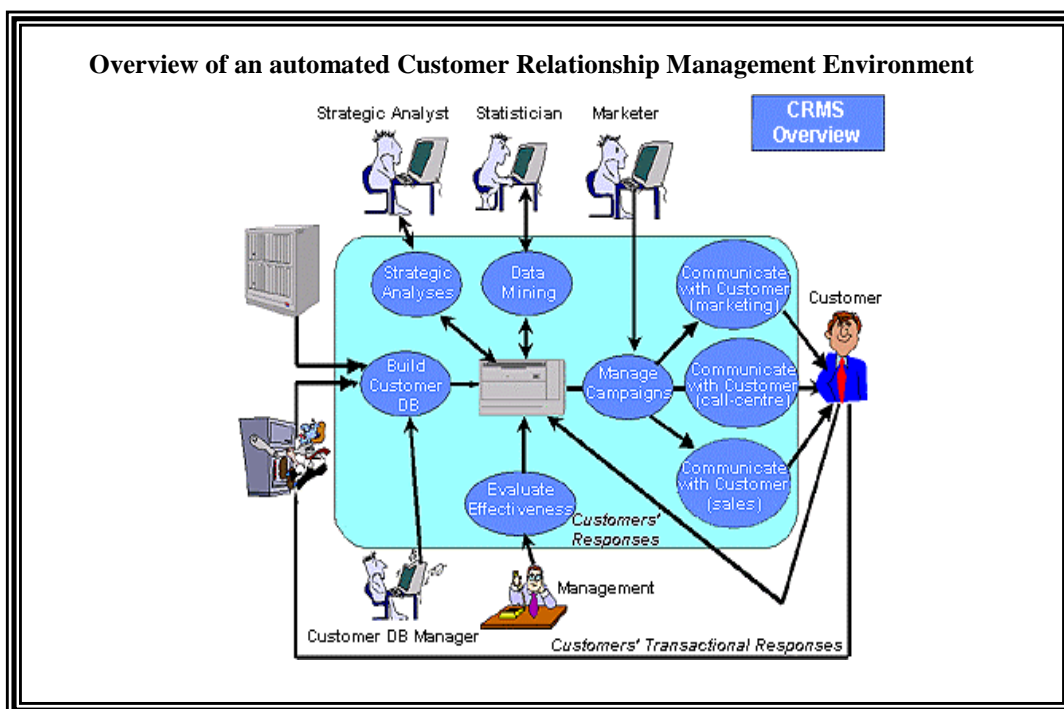 Overview of an automated Customer Relationship Management Environment
Strategic Analyst
Statistician
Marketer
CRMS
Overview
Strategic
Analyses
Data
Mining
Communicate
with Customer
(marketing)
Customer
Build
Customer
DB
Manage
Campaigns
Communicate
with Customer
(call-centre)
Communicate
with Customer
(sales)
Evaluate
Effectiveness
Customers'
Responses
Management
Customer DB Manager
Customers' Transactional Responses